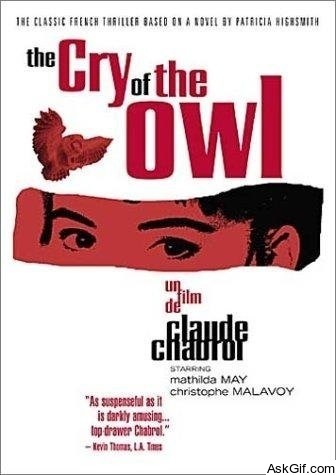 THE CLASSIC FRENCH THRILLER BASED ON A NOVEL BY PATRICIA HIGHSMITH
the Cry of the
owl
un
film
de
claude
chabrol
STARRING
mathilda MAY
christophe MALAVOY
"As suspenseful as it
is darkly amusing...
top drawer Chabrol."
– Kevin Thomas, L.A. Times
AskGif.com